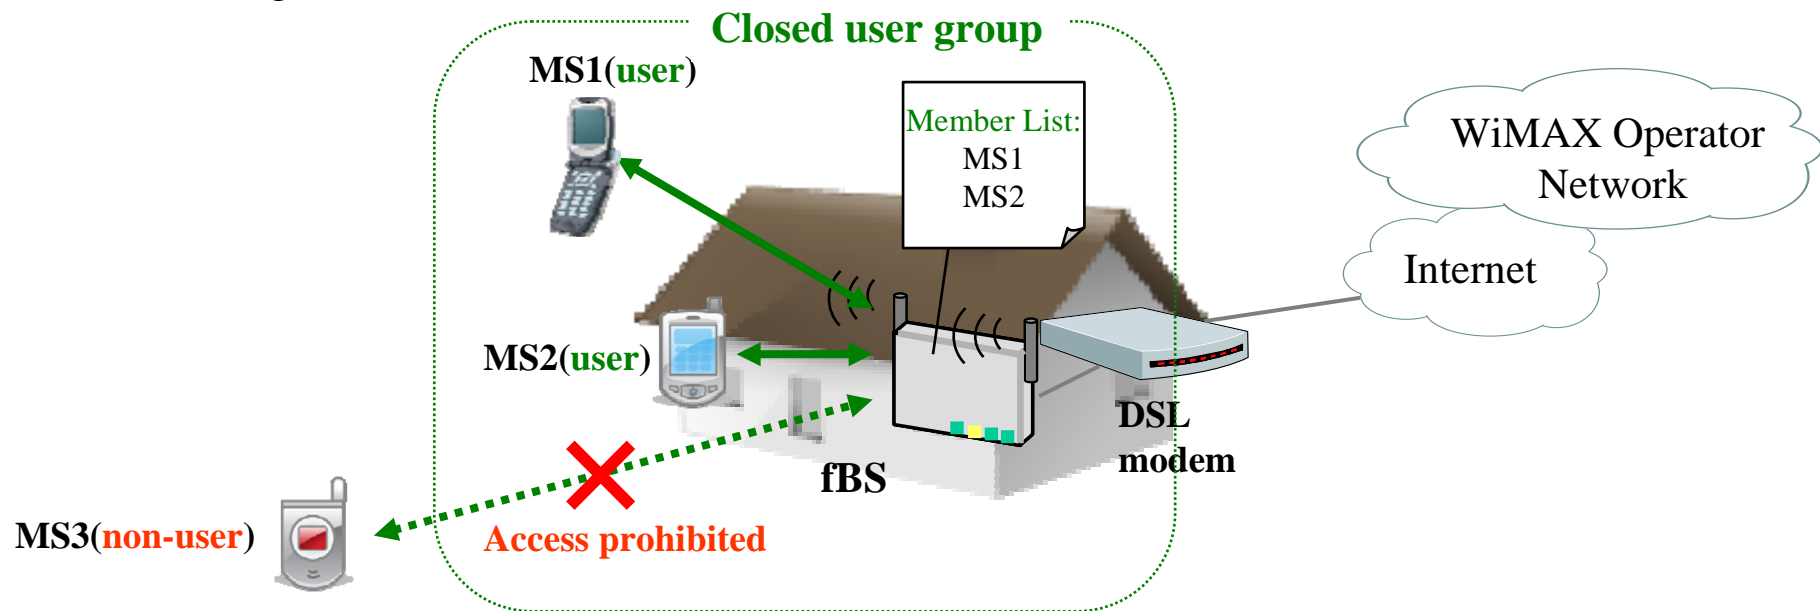 Closed user group
MS1(user)
Member List:
MS1
MS2
WiMAX Operator
Network
Internet
MS2(user)
DSL
modem
fBS
MS3(non-user)
Access prohibited